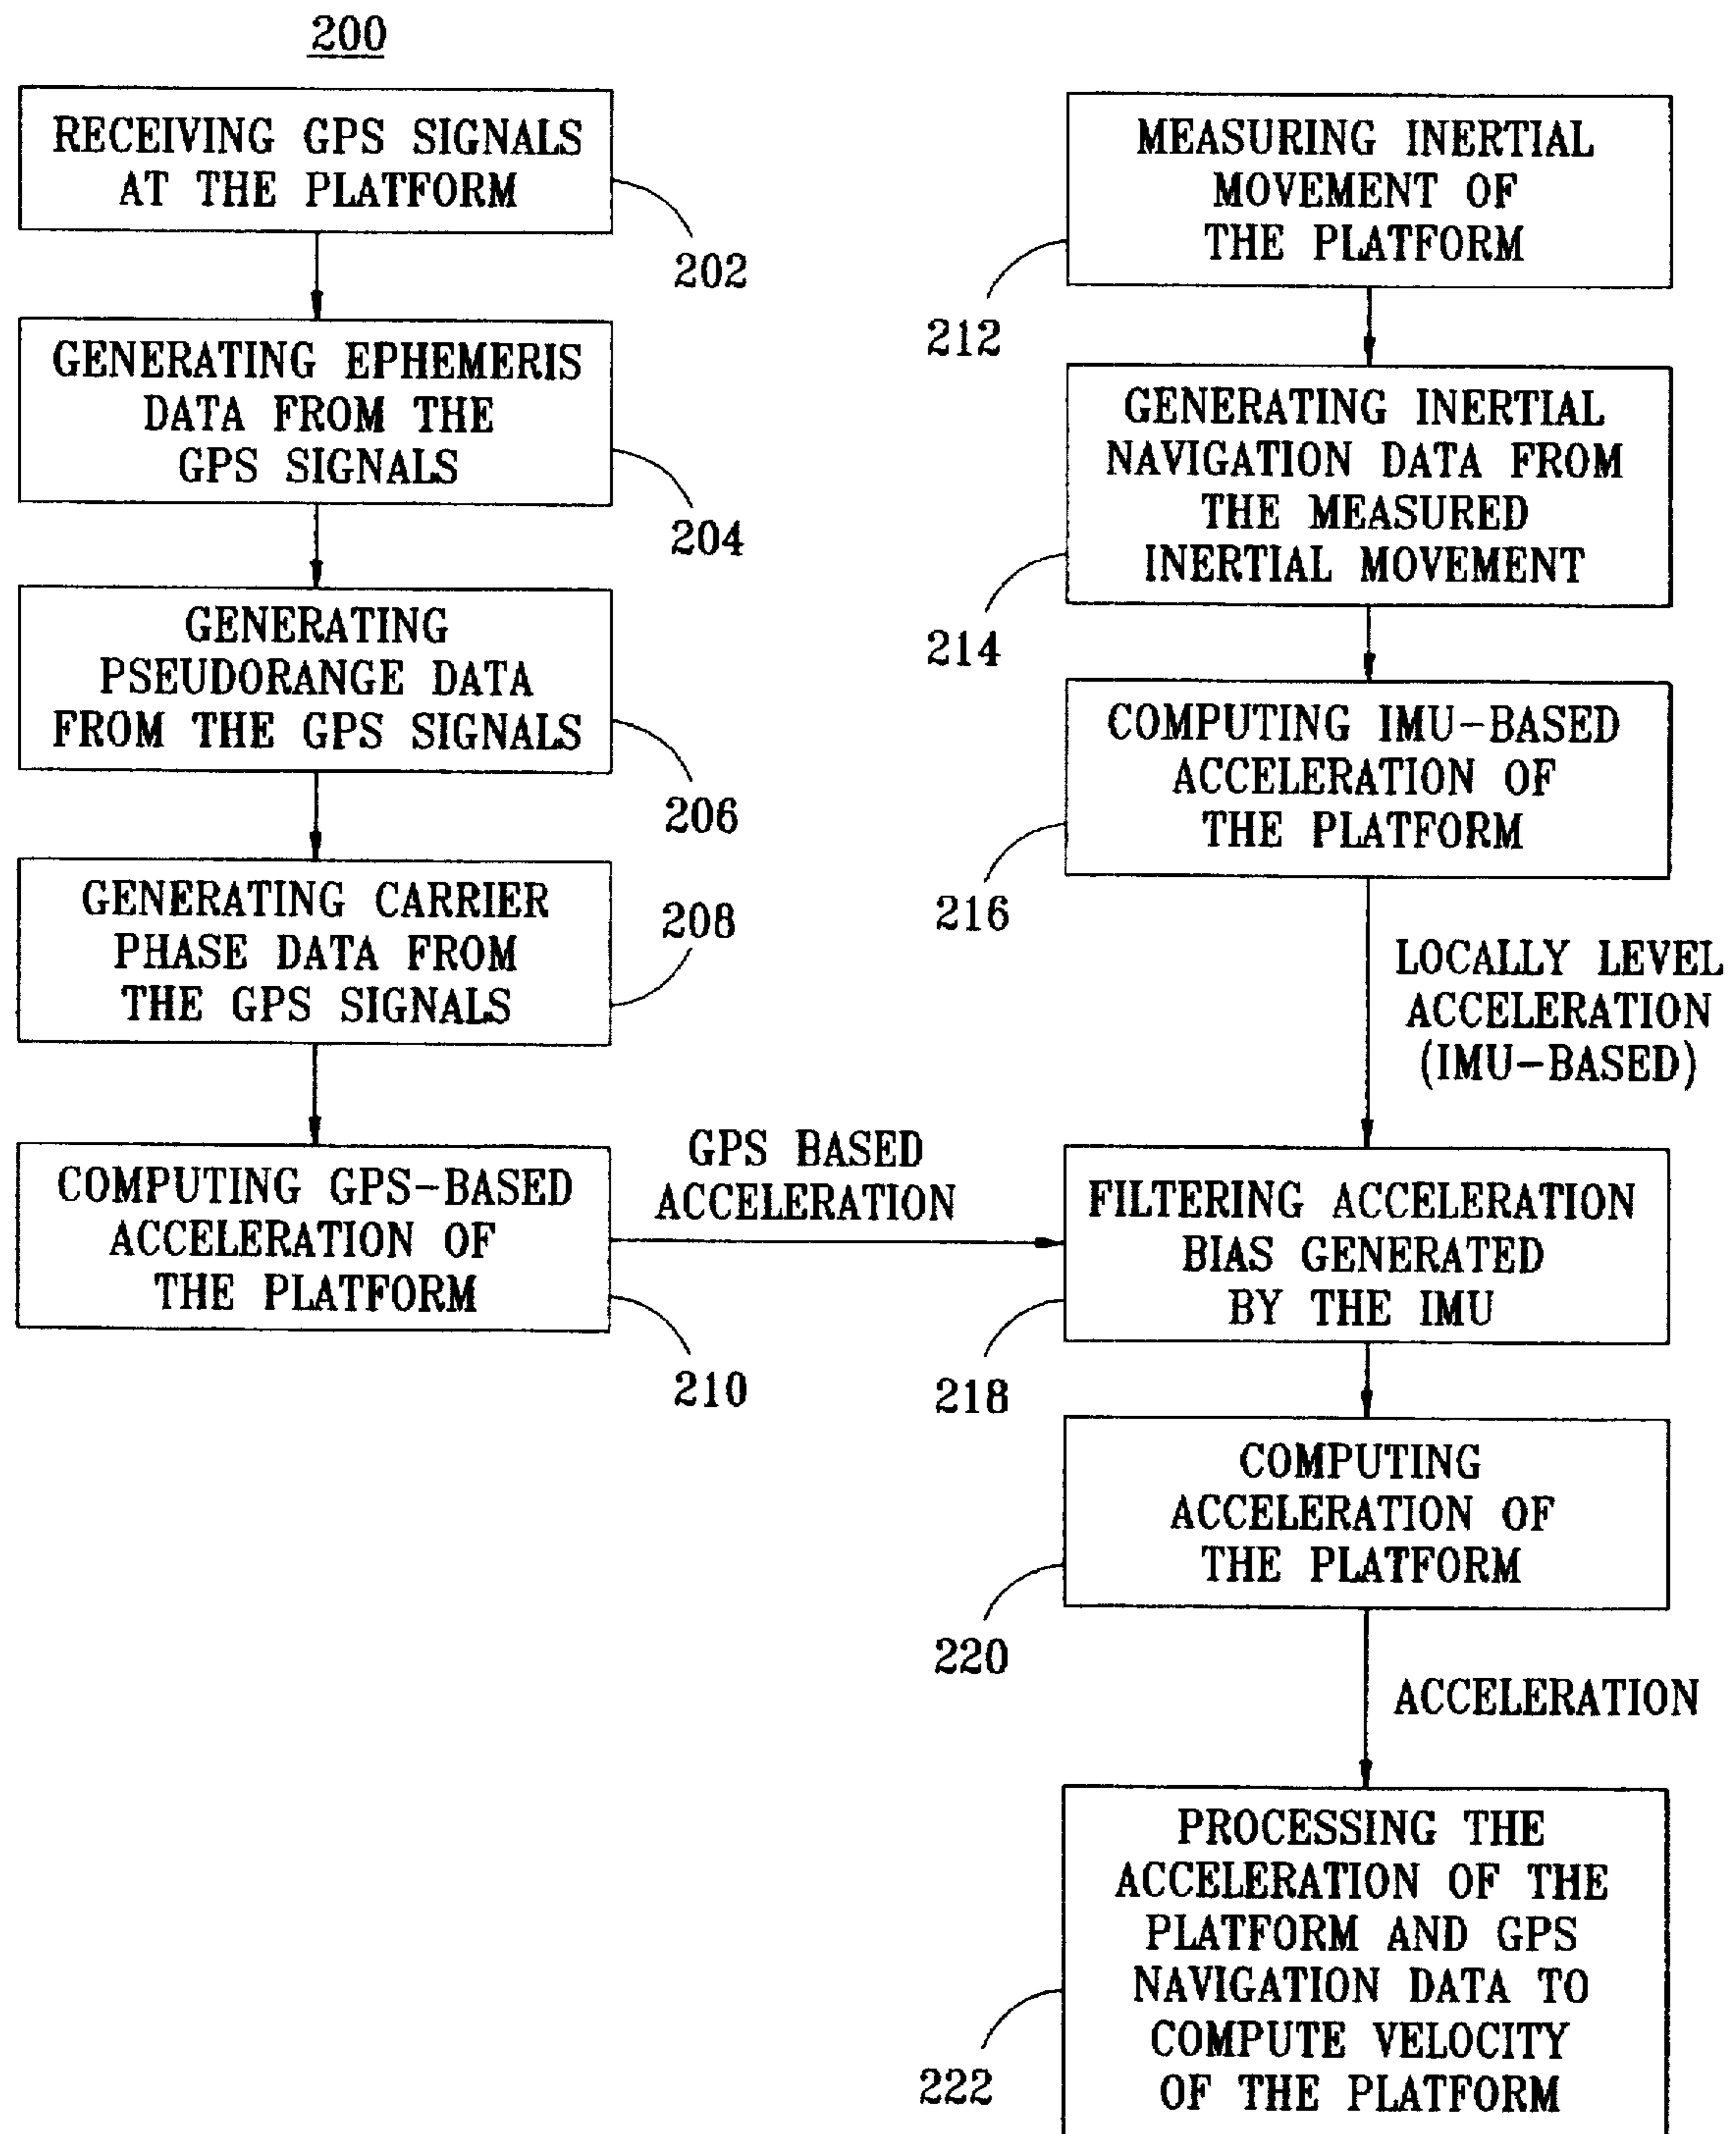 200
RECEIVING GPS SIGNALS
AT THE PLATFORM
202
GENERATING EPHEMERIS
DATA FROM THE
GPS SIGNALS
204
GENERATING
PSEUDORANGE DATA
FROM THE GPS SIGNALS
206
GENERATING CARRIER
PHASE DATA FROM
THE GPS SIGNALS
208
COMPUTING GPS-BASED
ACCELERATION OF
THE PLATFORM
210
GPS BASED
ACCELERATION
MEASURING INERTIAL
MOVEMENT OF
THE PLATFORM
212
GENERATING INERTIAL
NAVIGATION DATA FROM
THE MEASURED
INERTIAL MOVEMENT
214
COMPUTING IMU-BASED
ACCELERATION OF
THE PLATFORM
216
LOCALLY LEVEL
ACCELERATION
(IMU-BASED)
FILTERING ACCELERATION
BIAS GENERATED
BY THE IMU
218
COMPUTING
ACCELERATION OF
THE PLATFORM
220
ACCELERATION
PROCESSING THE
ACCELERATION OF THE
PLATFORM AND GPS
NAVIGATION DATA TO
COMPUTE VELOCITY
OF THE PLATFORM
222